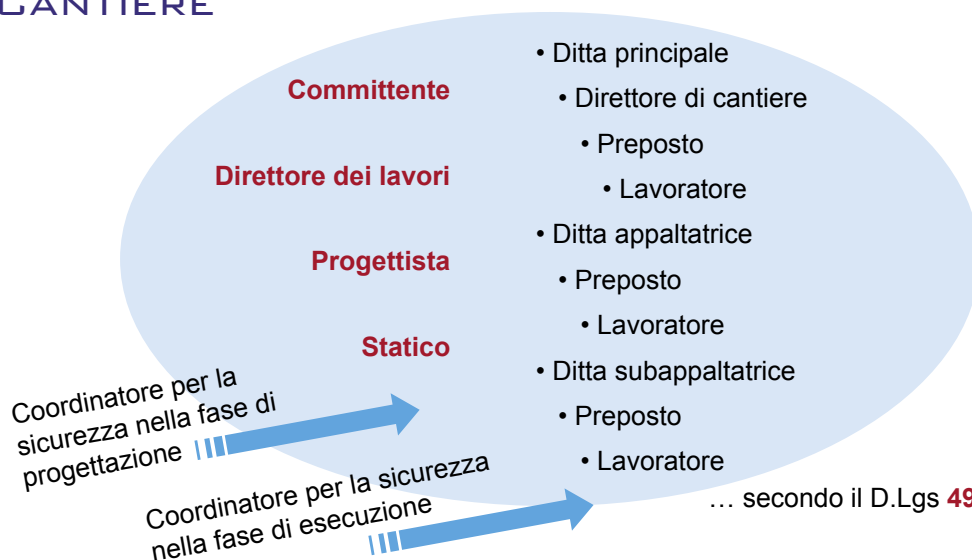 CANTIERE
Committente
Direttore dei lavori
Progettista
Statico
• Ditta principale
• Direttore di cantiere
• Preposto
• Lavoratore
• Ditta appaltatrice
• Preposto
• Lavoratore
• Ditta subappaltatrice
• Preposto
• Lavoratore
Coordinatore per la
sicurezza nella fase di
progettazione
Coordinatore per la sicurezza
nella fase di esecuzione
… secondo il D.Lgs 49